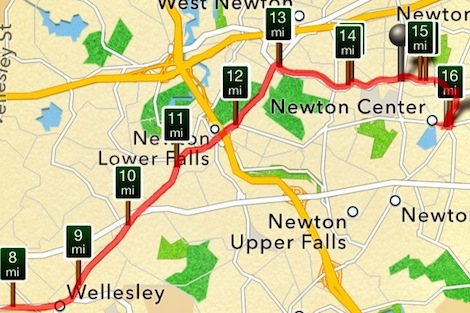 West Newton
Newton
13
mi
14
mi
15
mi
16
mi
12
mi
Newton Center
11
mi
Newton
Lower Falls
10
mi
Newton
Upper Falls
Newto
9
mi
8
mi
Wellesley
Wellesley St